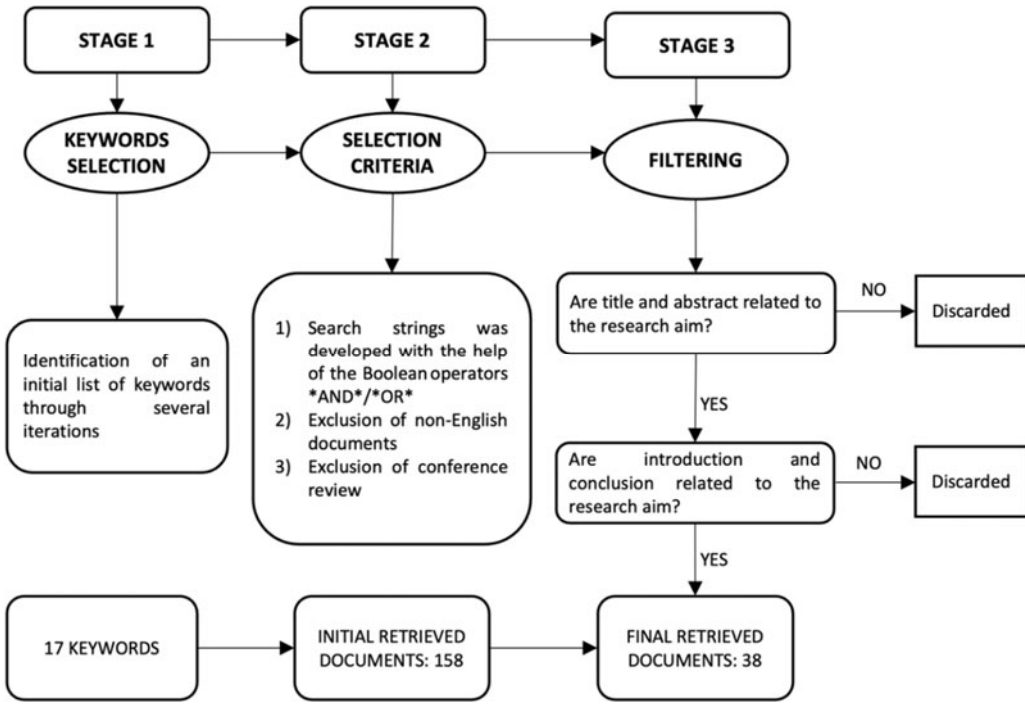 STAGE 1
STAGE 2
STAGE 3
KEYWORDS
SELECTION
SELECTION
CRITERIA
FILTERING
Identification of an
initial list of keywords
through several
iterations
1) Search strings was
developed with the help
of the Boolean operators
*AND*/*OR*
2) Exclusion of non-English
documents
3) Exclusion of conference
review
Are title and abstract related to
the research aim?
NO
Discarded
YES
Are introduction and
conclusion related to the
research aim?
NO
Discarded
YES
17 KEYWORDS
INITIAL RETRIEVED
DOCUMENTS: 158
FINAL RETRIEVED
DOCUMENTS: 38